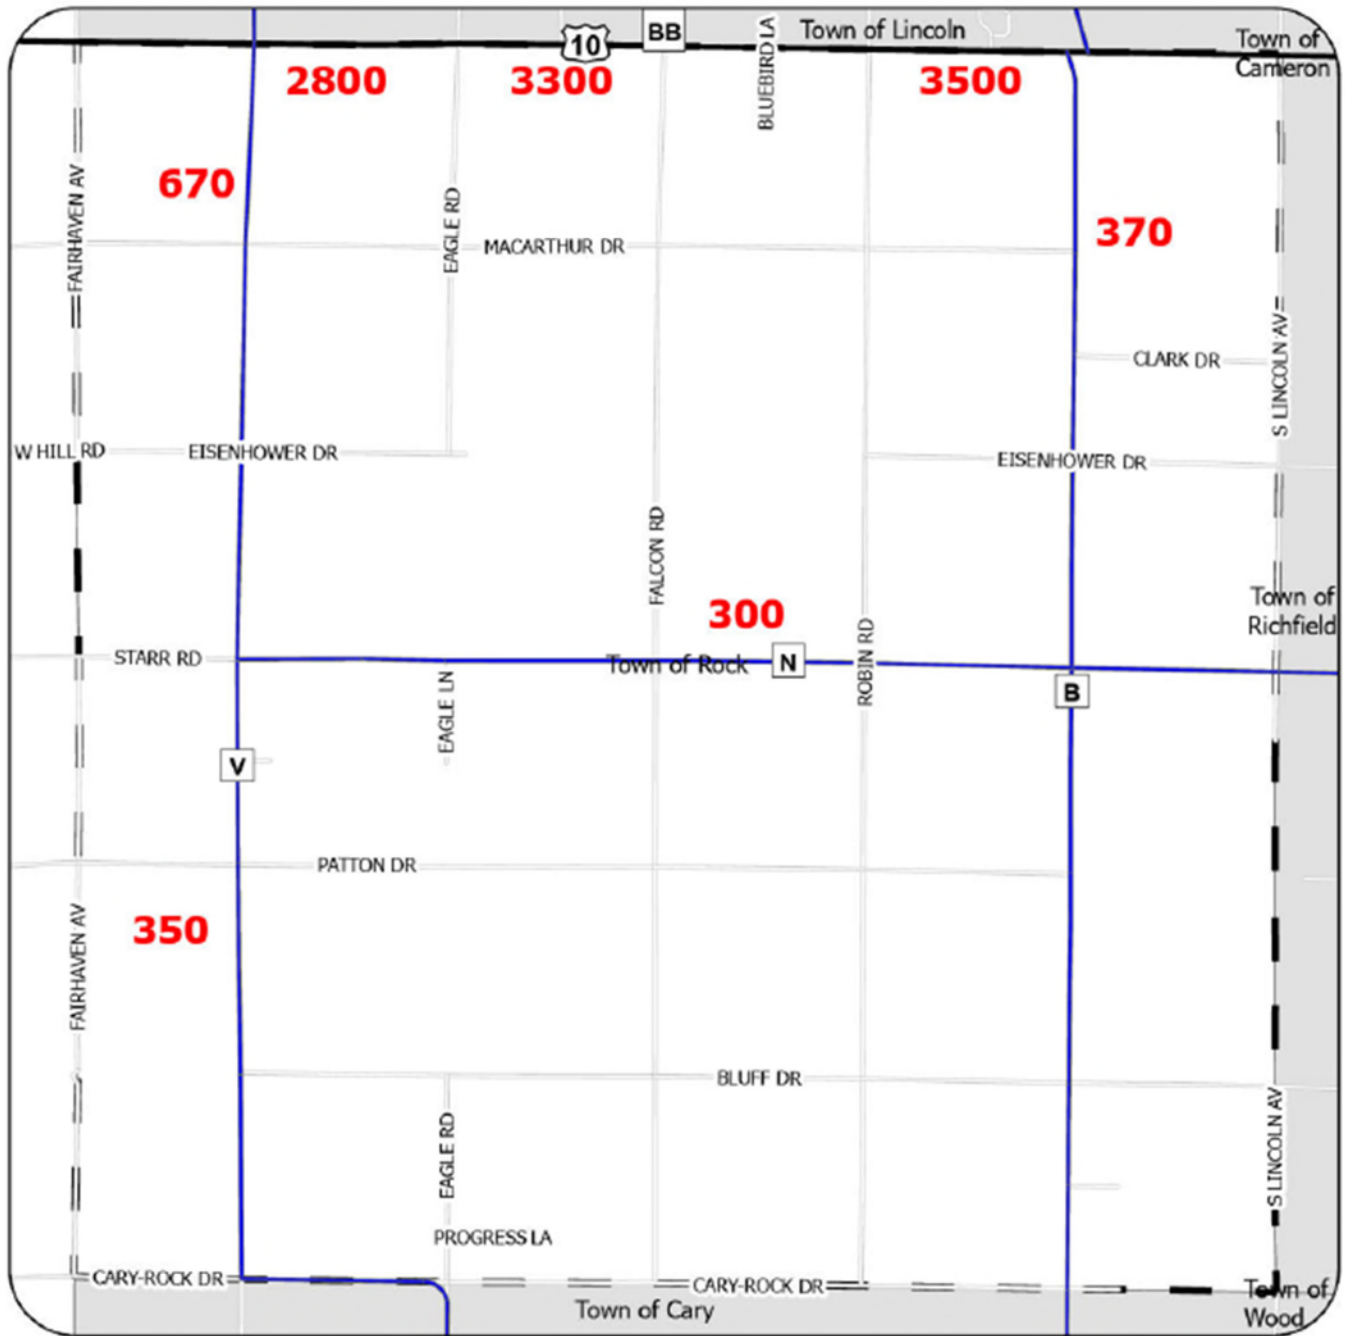 Town of Lincoln
BB
10
BLUEBIRD LA
Town of
Cameron
2800
3300
3500
FAIRHAVEN AV
670
EAGLE RD
370
MACARTHUR DR
CLARK DR
S LINCOLN AV
W HILL RD
EISENHOWER DR
EISENHOWER DR
FALCON RD
300
Town of
Richfield
STARR RD
Town of Rock
N
ROBIN RD
B
EAGLE LN
V
PATTON DR
350
FAIRHAVEN AV
BLUFF DR
EAGLE RD
S LINCOLN AV
PROGRESS LA
CARY-ROCK DR
CARY-ROCK DR
Town of Cary
Town of
Wood